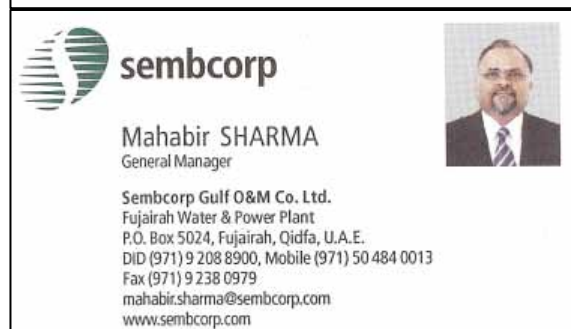 sembcorp
Mahabir SHARMA
General Manager
Sembcorp Gulf O&M Co. Ltd.
Fujairah Water & Power Plant
P.O. Box 5024, Fujairah, Qidfa, U.A.E.
DID (971) 9 208 8900, Mobile (971) 50 484 0013
Fax (971) 9 238 0979
mahabir.sharma@sembcorp.com
www.sembcorp.com